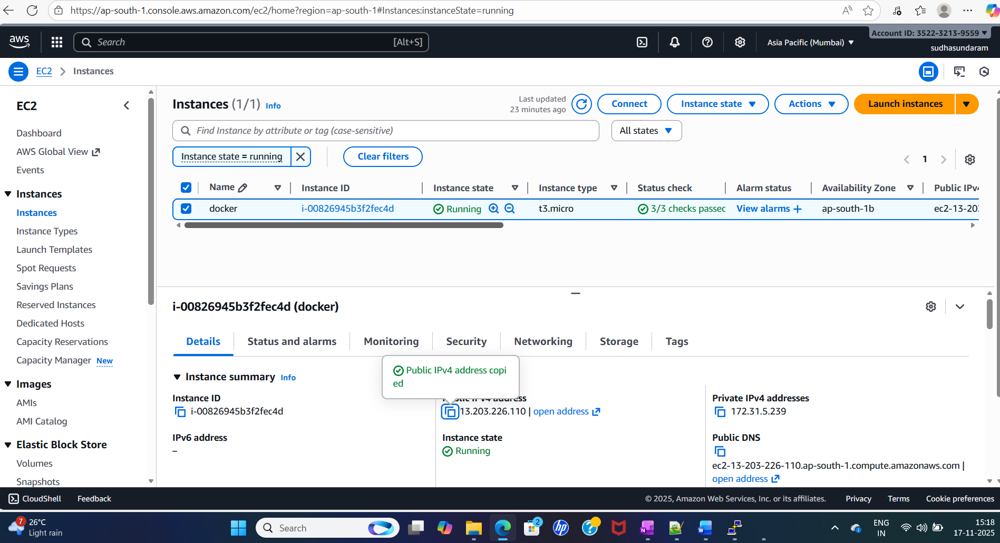 https://ap-south-1.console.aws.amazon.com/ec2/home?region=ap-south-1#Instances:instanceState=running
aws
Search [Alt+S]
Asia Pacific (Mumbai)
Account ID: 3522-3213-9559
sudhasundaram
EC2 > Instances
EC2
Dashboard
AWS Global View
Events
Instances
Instances
Instance Types
Launch Templates
Spot Requests
Savings Plans
Reserved Instances
Dedicated Hosts
Capacity Reservations
Capacity Manager New
Images
AMIs
AMI Catalog
Elastic Block Store
Volumes
Snapshots
Instances (1/1) Info
Last updated
23 minutes ago
Connect
Instance state
Actions
Launch instances
Find Instance by attribute or tag (case-sensitive)
All states
Instance state = running
Clear filters
1
Name Instance ID Instance state Instance type Status check Alarm status Availability Zone Public IPv4
docker i-00826945b3f2fec4d Running t3.micro 3/3 checks passed View alarms + ap-south-1b ec2-13-203
i-00826945b3f2fec4d (docker)
Details Status and alarms Monitoring Security Networking Storage Tags
Public IPv4 address copi
ed
Instance summary Info
Instance ID
i-00826945b3f2fec4d
IPv6 address
–
Public IPv4 address
13.203.226.110 | open address
Instance state
Running
Private IPv4 addresses
172.31.5.239
Public DNS
ec2-13-203-226-110.ap-south-1.compute.amazonaws.com |
open address
CloudShell Feedback
© 2025, Amazon Web Services, Inc. or its affiliates. Privacy Terms Cookie preferences
7
26°C
Light rain
Search
2
hp
ENG
IN
15:18
17-11-2025